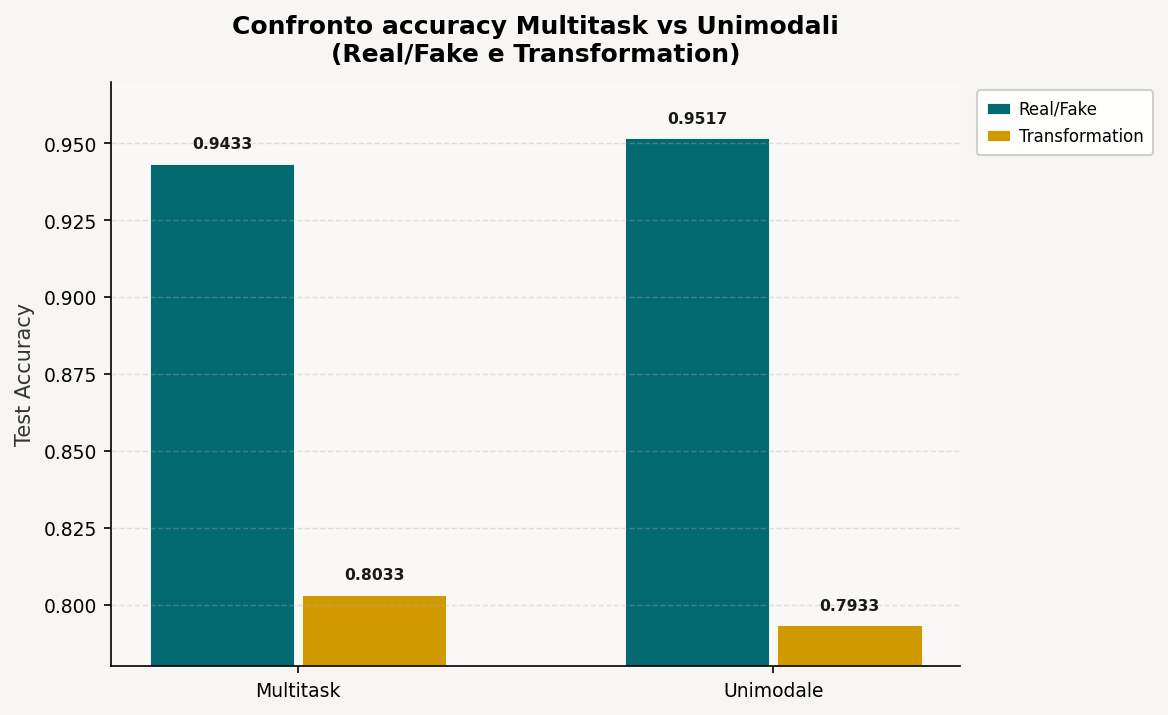 Confronto accuracy Multitask vs Unimodali
(Real/Fake e Transformation)
Real/Fake
Transformation
Test Accuracy
0.950
0.925
0.900
0.875
0.850
0.825
0.800
0.9433
0.8033
0.9517
0.7933
Multitask
Unimodale